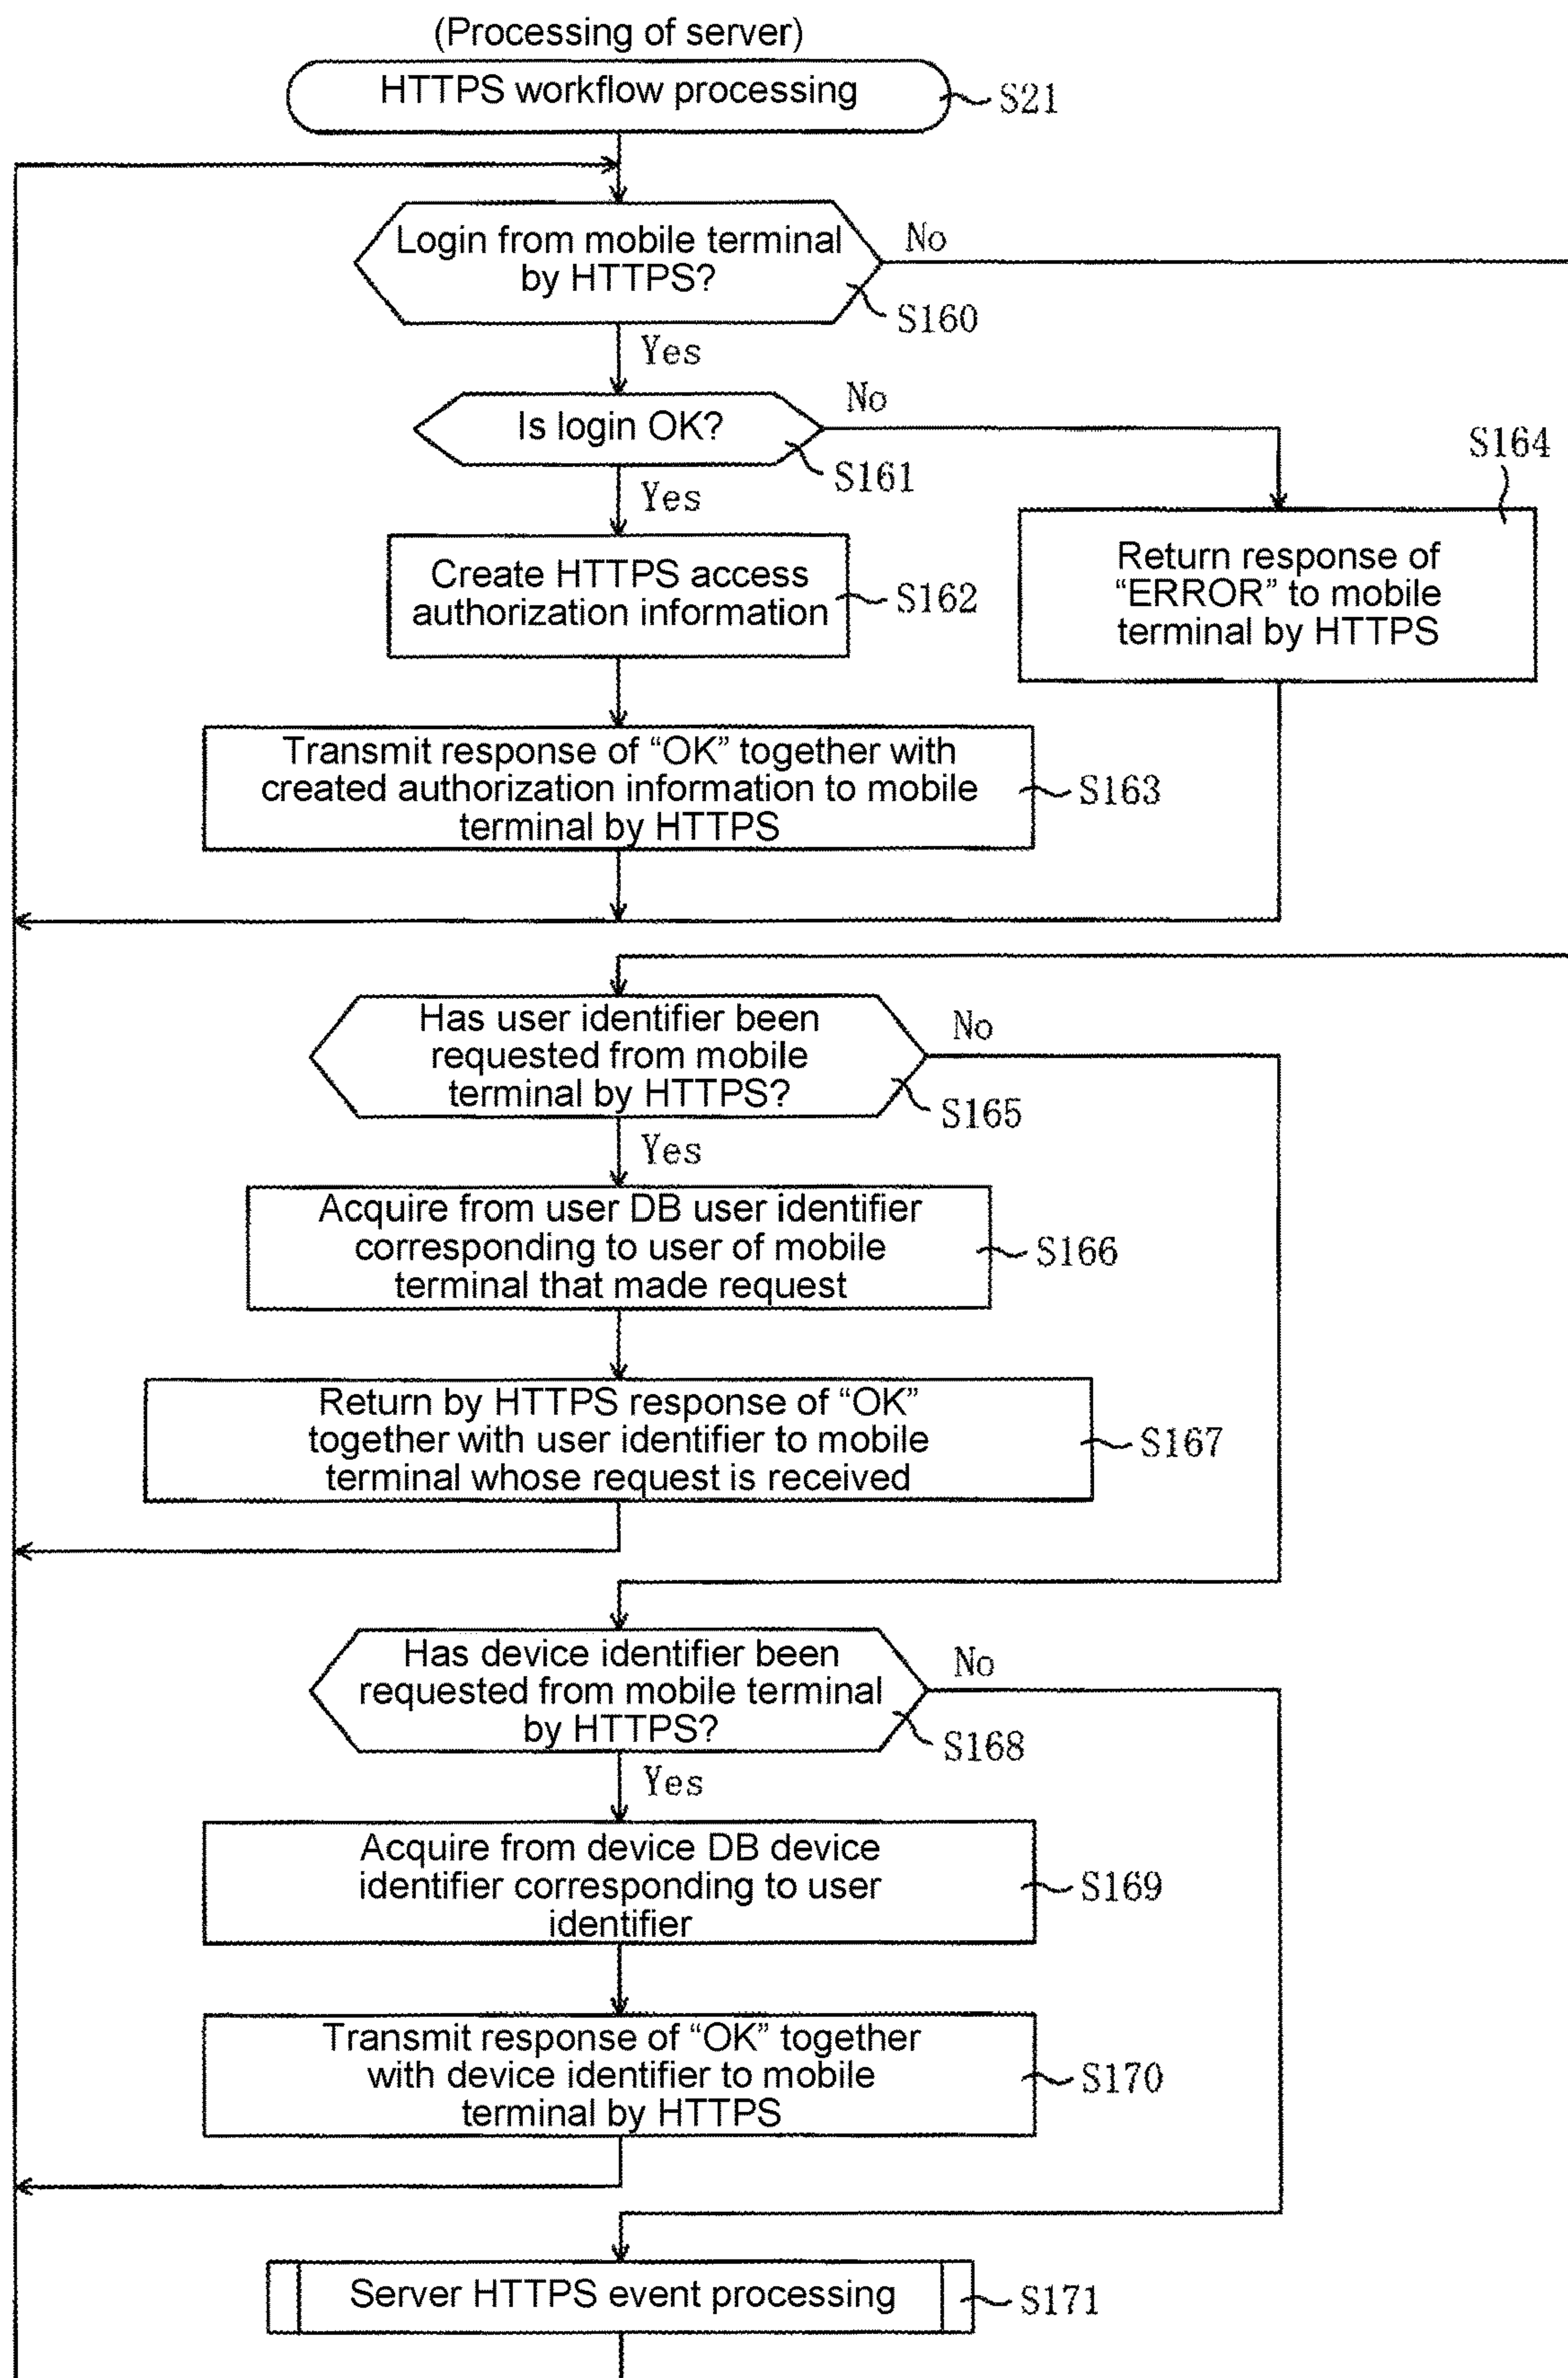 (Processing of server)
HTTPS workflow processing
S21
Login from mobile terminal
by HTTPS?
No
S160
Yes
Is login OK?
No
S161
Yes
S164
Create HTTPS access
authorization information
S162
Return response of
“ERROR” to mobile
terminal by HTTPS
Transmit response of “OK” together with
created authorization information to mobile
terminal by HTTPS
S163
Has user identifier been
requested from mobile
terminal by HTTPS?
No
S165
Yes
Acquire from user DB user identifier
corresponding to user of mobile
terminal that made request
S166
Return by HTTPS response of “OK”
together with user identifier to mobile
terminal whose request is received
S167
Has device identifier been
requested from mobile terminal
by HTTPS?
No
S168
Yes
Acquire from device DB device
identifier corresponding to user
identifier
S169
Transmit response of “OK” together
with device identifier to mobile
terminal by HTTPS
S170
Server HTTPS event processing
S171